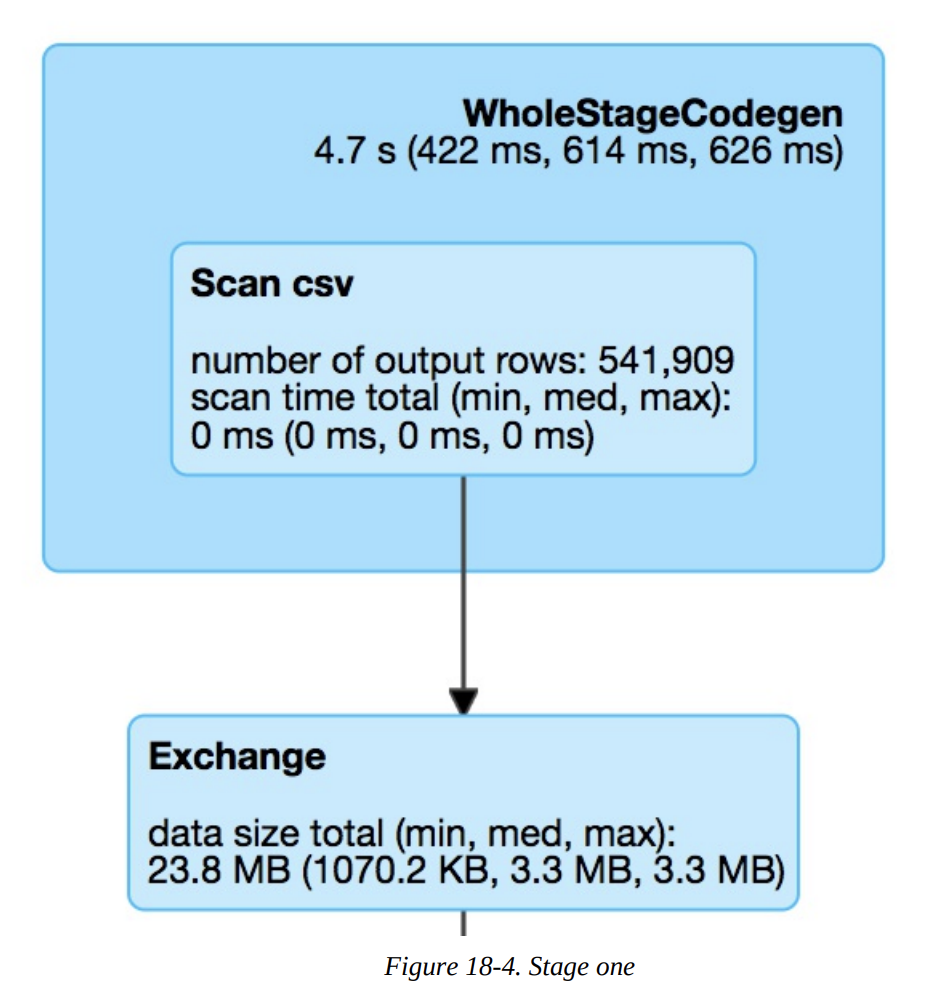 WholeStageCodegen
4.7 s (422 ms, 614 ms, 626 ms)
Scan csv
number of output rows: 541,909
scan time total (min, med, max):
0 ms (0 ms, 0 ms, 0 ms)
Exchange
data size total (min, med, max):
23.8 MB (1070.2 KB, 3.3 MB, 3.3 MB)
Figure 18-4. Stage one